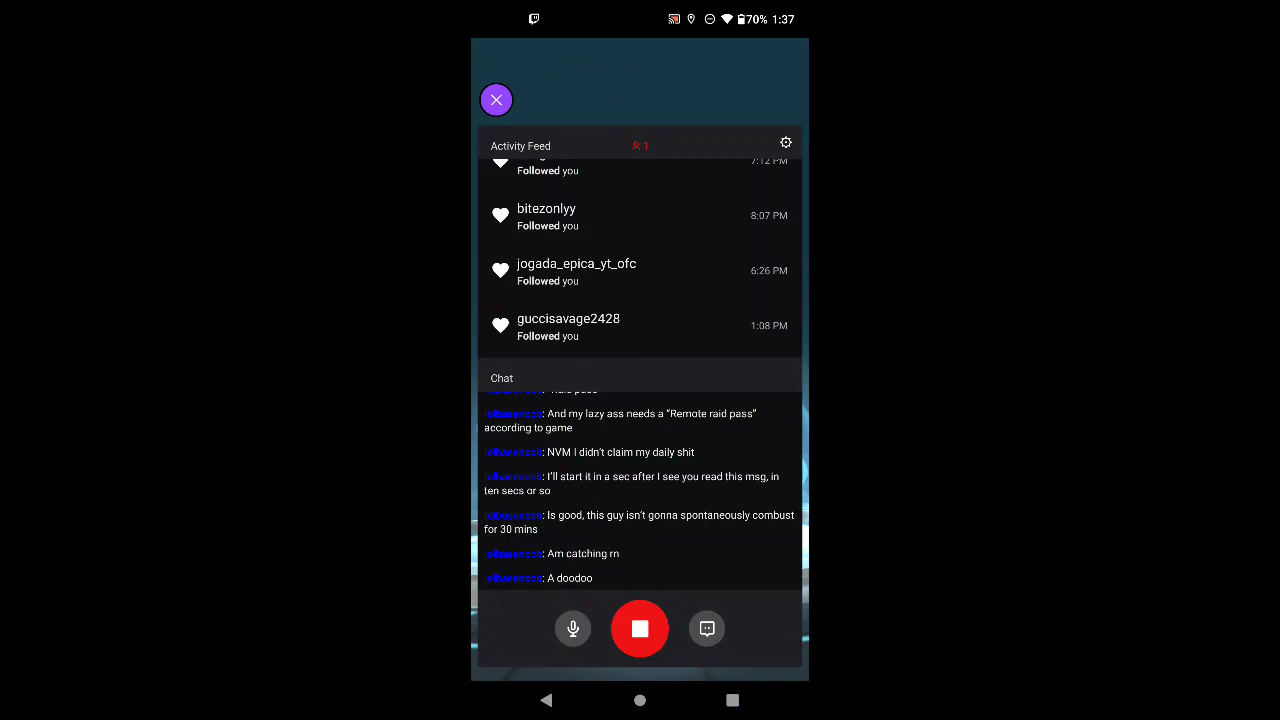 70% 1:37
Activity Feed 1
7:12 PM
Followed you
bitezonlyy
8:07 PM
Followed you
jogada_epica_yt_ofc
6:26 PM
Followed you
guccisavage2428
1:08 PM
Followed you
Chat
: And my lazy ass needs a “Remote raid pass”
according to game
: NVM I didn’t claim my daily shit
: I’ll start it in a sec after I see you read this msg, in
ten secs or so
: Is good, this guy isn’t gonna spontaneously combust
for 30 mins
: Am catching rn
: A doodoo